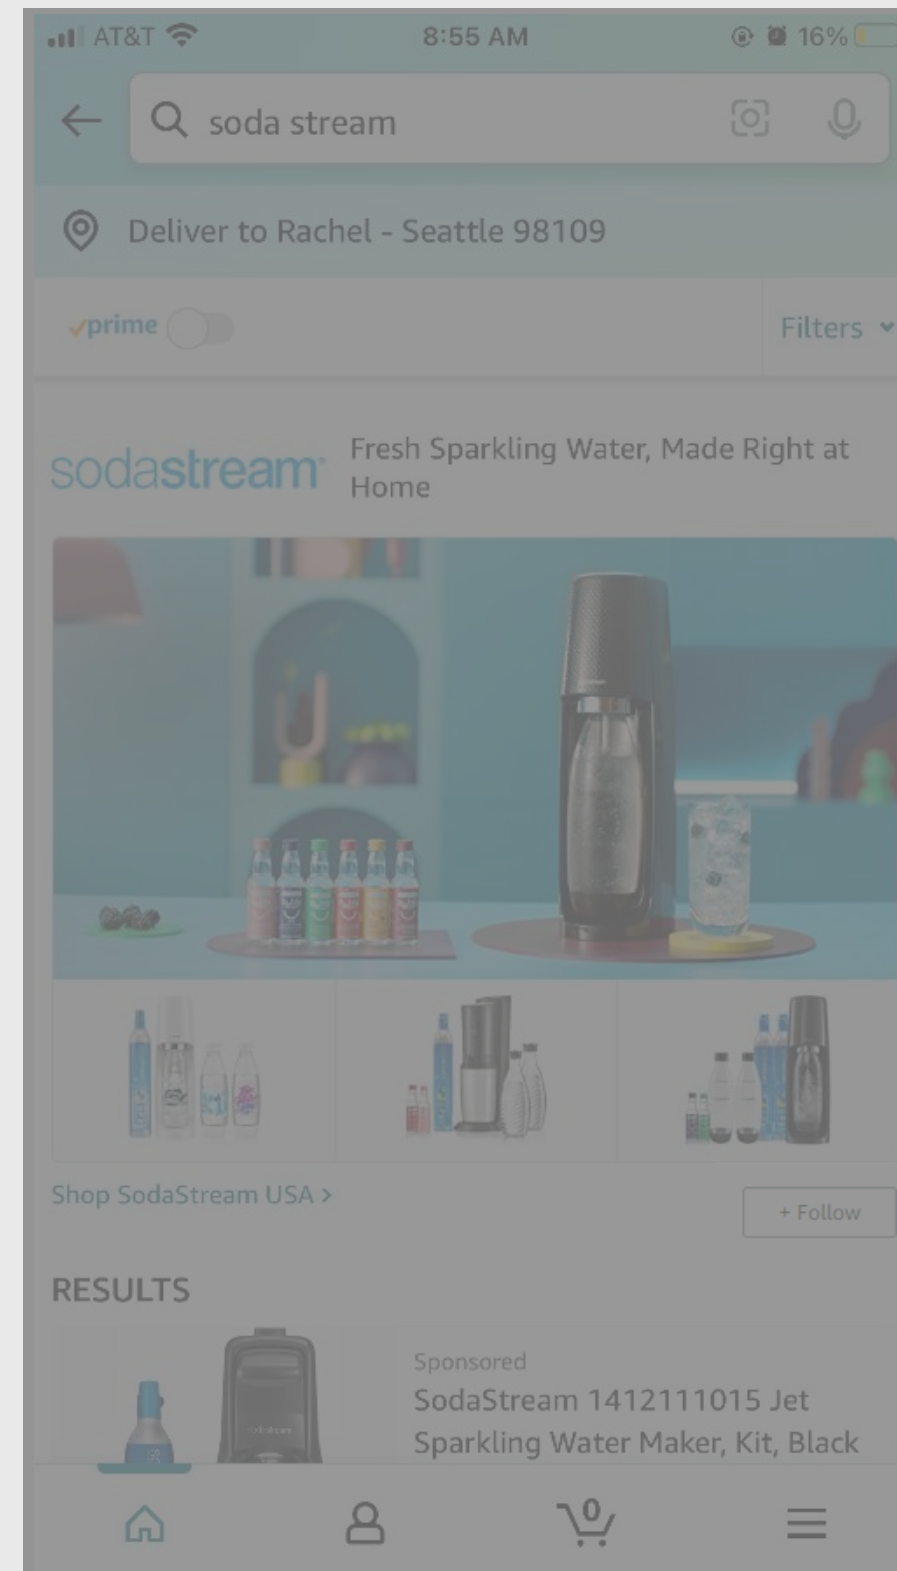 AT&T 8:55 AM 16%
soda stream
Deliver to Rachel - Seattle 98109
prime Filters
sodastream
Fresh Sparkling Water, Made Right at
Home
Shop SodaStream USA >
+ Follow
RESULTS
Sponsored
SodaStream 1412111015 Jet
Sparkling Water Maker, Kit, Black
sodastream
0